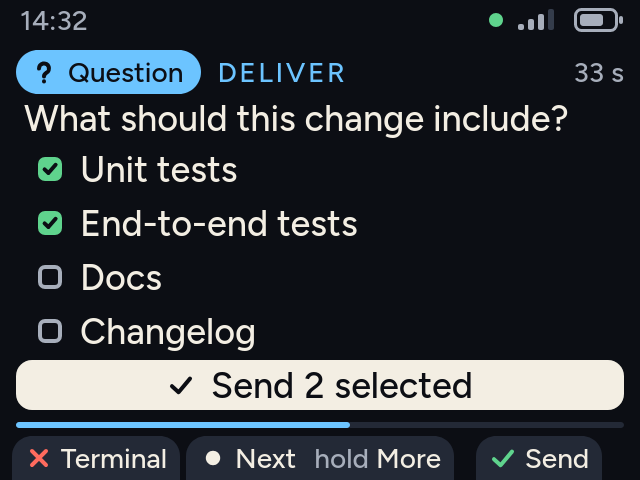 14:32
? Question DELIVER 33 s
What should this change include?
Unit tests
End-to-end tests
Docs
Changelog
Send 2 selected
Terminal Next hold More Send